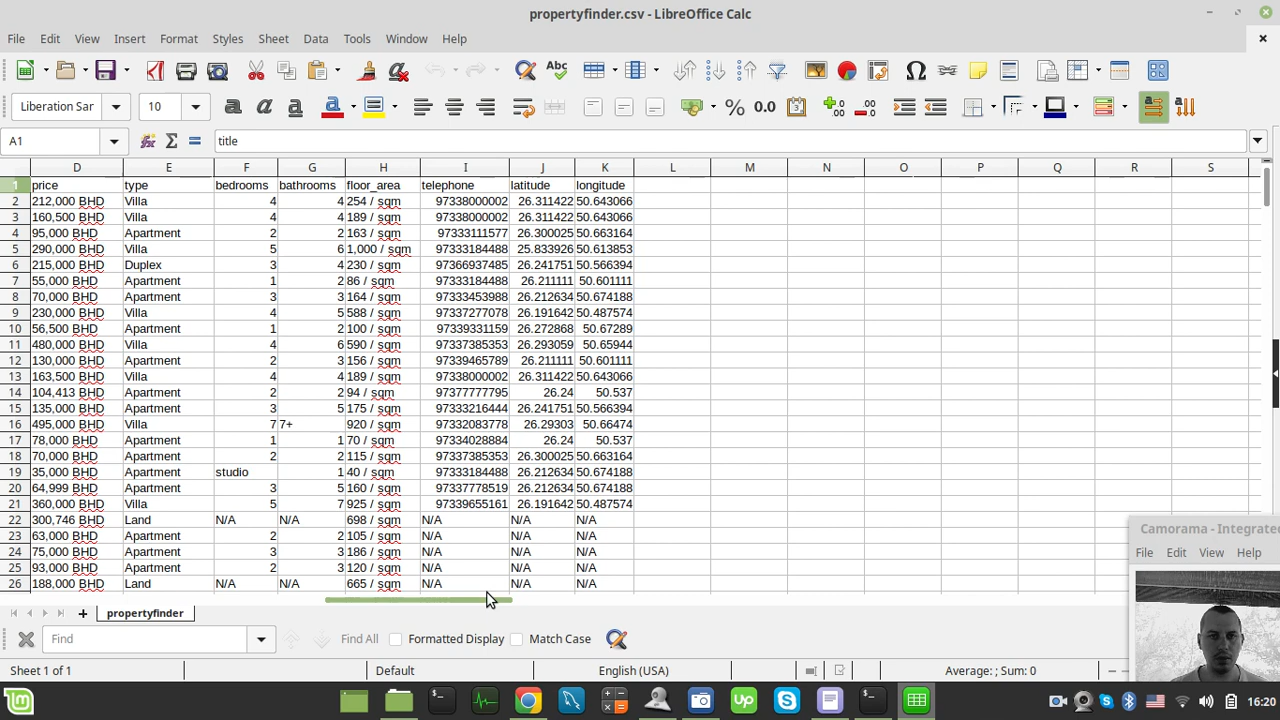 propertyfinder.csv - LibreOffice Calc
File Edit View Insert Format Styles Sheet Data Tools Window Help
Liberation Sar 10
A1 title
D E F G H I J K L M N O P Q R S
1 price type bedrooms bathrooms floor_area telephone latitude longitude
2 212,000 BHD Villa 4 4 254 / sqm 97338000002 26.311422 50.643066
3 160,500 BHD Villa 4 4 189 / sqm 97338000002 26.311422 50.643066
4 95,000 BHD Apartment 2 2 163 / sqm 97333111577 26.300025 50.663164
5 290,000 BHD Villa 5 6 1,000 / sqm 97333184488 25.833926 50.613853
6 215,000 BHD Duplex 3 4 230 / sqm 97366937485 26.241751 50.566394
7 55,000 BHD Apartment 1 2 86 / sqm 97333184488 26.211111 50.601111
8 70,000 BHD Apartment 3 3 164 / sqm 97333453988 26.212634 50.674188
9 230,000 BHD Villa 4 5 588 / sqm 97337277078 26.191642 50.487574
10 56,500 BHD Apartment 1 2 100 / sqm 97339331159 26.272868 50.67289
11 480,000 BHD Villa 4 6 590 / sqm 97337385353 26.293059 50.65944
12 130,000 BHD Apartment 2 3 156 / sqm 97339465789 26.211111 50.601111
13 163,500 BHD Villa 4 4 189 / sqm 97338000002 26.311422 50.643066
14 104,413 BHD Apartment 2 2 94 / sqm 97377777795 26.24 50.537
15 135,000 BHD Apartment 3 5 175 / sqm 97333216444 26.241751 50.566394
16 495,000 BHD Villa 7 7+ 920 / sqm 97332083778 26.29303 50.66474
17 78,000 BHD Apartment 1 1 70 / sqm 97334028884 26.24 50.537
18 70,000 BHD Apartment 2 2 115 / sqm 97337385353 26.300025 50.663164
19 35,000 BHD Apartment studio 1 40 / sqm 97333184488 26.212634 50.674188
20 64,999 BHD Apartment 3 5 160 / sqm 97337778519 26.212634 50.674188
21 360,000 BHD Villa 5 7 925 / sqm 97339655161 26.191642 50.487574
22 300,746 BHD Land N/A N/A 698 / sqm N/A N/A N/A
23 63,000 BHD Apartment 2 2 105 / sqm N/A N/A N/A
24 75,000 BHD Apartment 3 3 186 / sqm N/A N/A N/A
25 93,000 BHD Apartment 2 3 120 / sqm N/A N/A N/A
26 188,000 BHD Land N/A N/A 665 / sqm N/A N/A N/A
Camorama - Integrate
File Edit View Help
propertyfinder
Find Find All Formatted Display Match Case
Sheet 1 of 1 Default English (USA) Average: ; Sum: 0
16:20